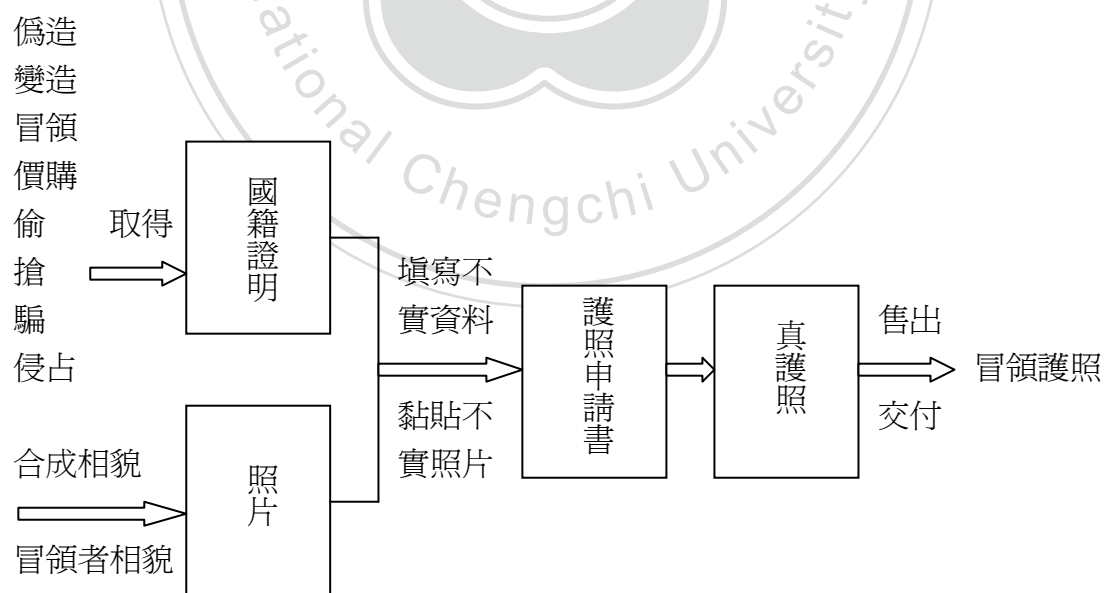 偽造
變造
冒領
價購
偷
搶
騙
侵占
取得
國籍證明
合成相貌
冒領者相貌
照片
填寫不
實資料
黏貼不
實照片
護照申請書
真護照
售出
交付
冒領護照
ational Chengchi Universit